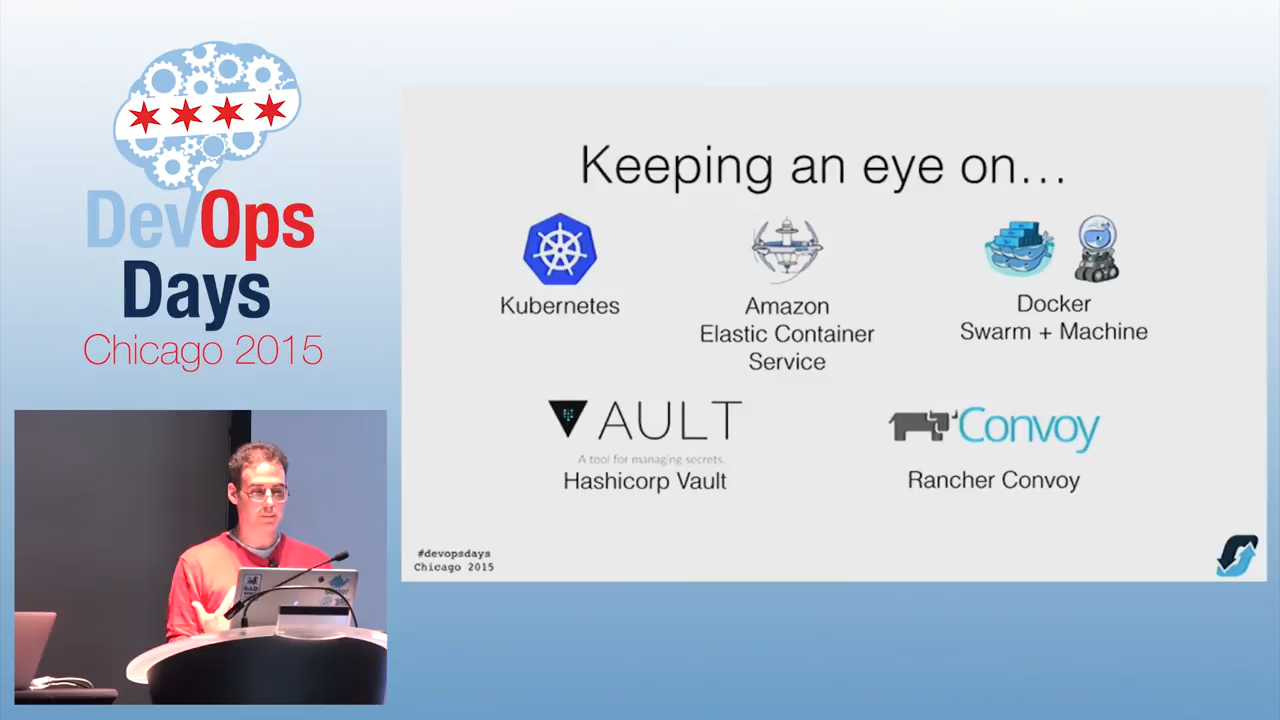 DevOps
Days
Chicago 2015
Keeping an eye on...
Kubernetes
Amazon
Elastic Container
Service
Docker
Swarm + Machine
VAULT
A tool for managing secrets.
Hashicorp Vault
Convoy
Rancher Convoy
#devopsdays
Chicago 2015